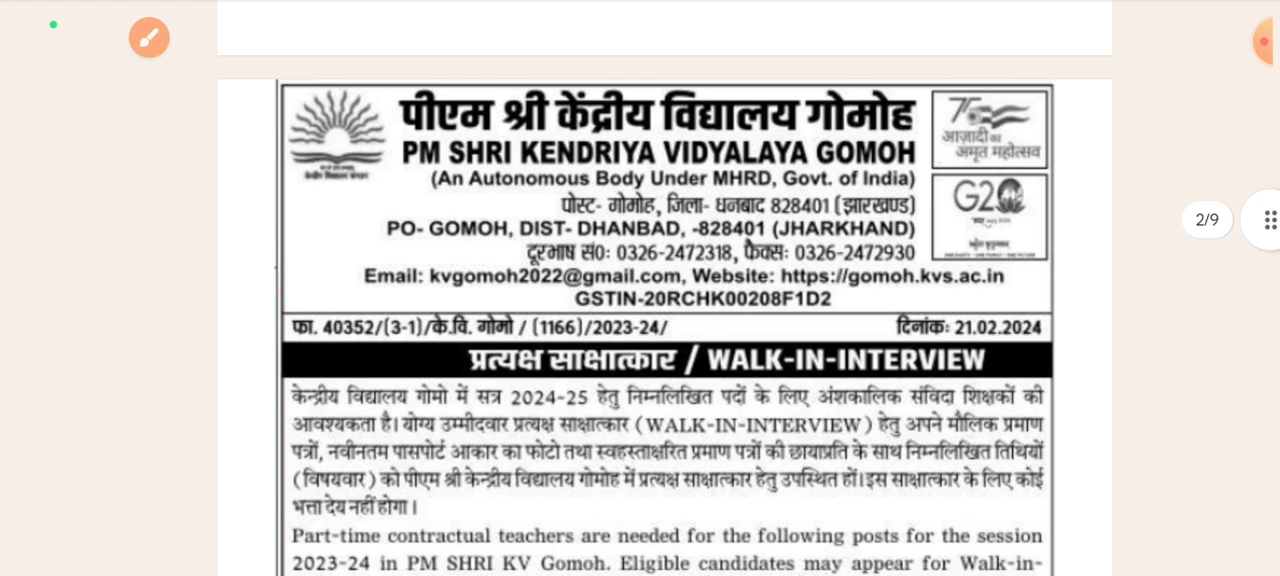 पीएम श्री केंद्रीय विद्यालय गोमोह
PM SHRI KENDRIYA VIDYALAYA GOMOH
(An Autonomous Body Under MHRD, Govt. of India)
पोस्ट- गोमोह, जिला- धनबाद 828401 (झारखण्ड)
PO- GOMOH, DIST- DHANBAD, -828401 (JHARKHAND)
दूरभाष सं0: 0326-2472318, फैक्स: 0326-2472930
Email: kvgomoh2022@gmail.com, Website: https://gomoh.kvs.ac.in
GSTIN-20RCHK00208F1D2
आज़ादी का
अमृत महोत्सव
G20
2/9
फा. 40352/(3-1)/के.वि. गोमो / (1166)/2023-24/ दिनांक: 21.02.2024
प्रत्यक्ष साक्षात्कार / WALK-IN-INTERVIEW
केन्द्रीय विद्यालय गोमो में सत्र 2024-25 हेतु निम्नलिखित पदों के लिए अंशकालिक संविदा शिक्षकों की
आवश्यकता है। योग्य उम्मीदवार प्रत्यक्ष साक्षात्कार (WALK-IN-INTERVIEW) हेतु अपने मौलिक प्रमाण
पत्रों, नवीनतम पासपोर्ट आकार का फोटो तथा स्वहस्ताक्षरित प्रमाण पत्रों की छायाप्रति के साथ निम्नलिखित तिथियों
(विषयवार) को पीएम श्री केन्द्रीय विद्यालय गोमोह में प्रत्यक्ष साक्षात्कार हेतु उपस्थित हों। इस साक्षात्कार के लिए कोई
भत्ता देय नहीं होगा।
Part-time contractual teachers are needed for the following posts for the session
2023-24 in PM SHRI KV Gomoh. Eligible candidates may appear for Walk-in-